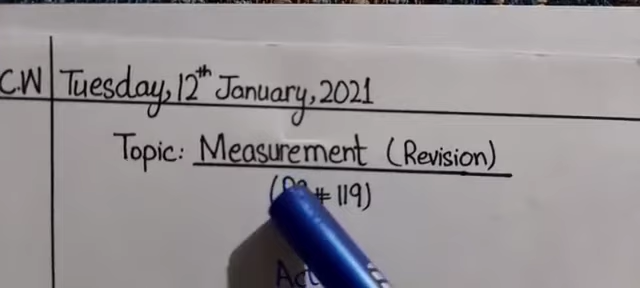 C.W Tuesday, 12th January, 2021
Topic: Measurement (Revision)
# 119)